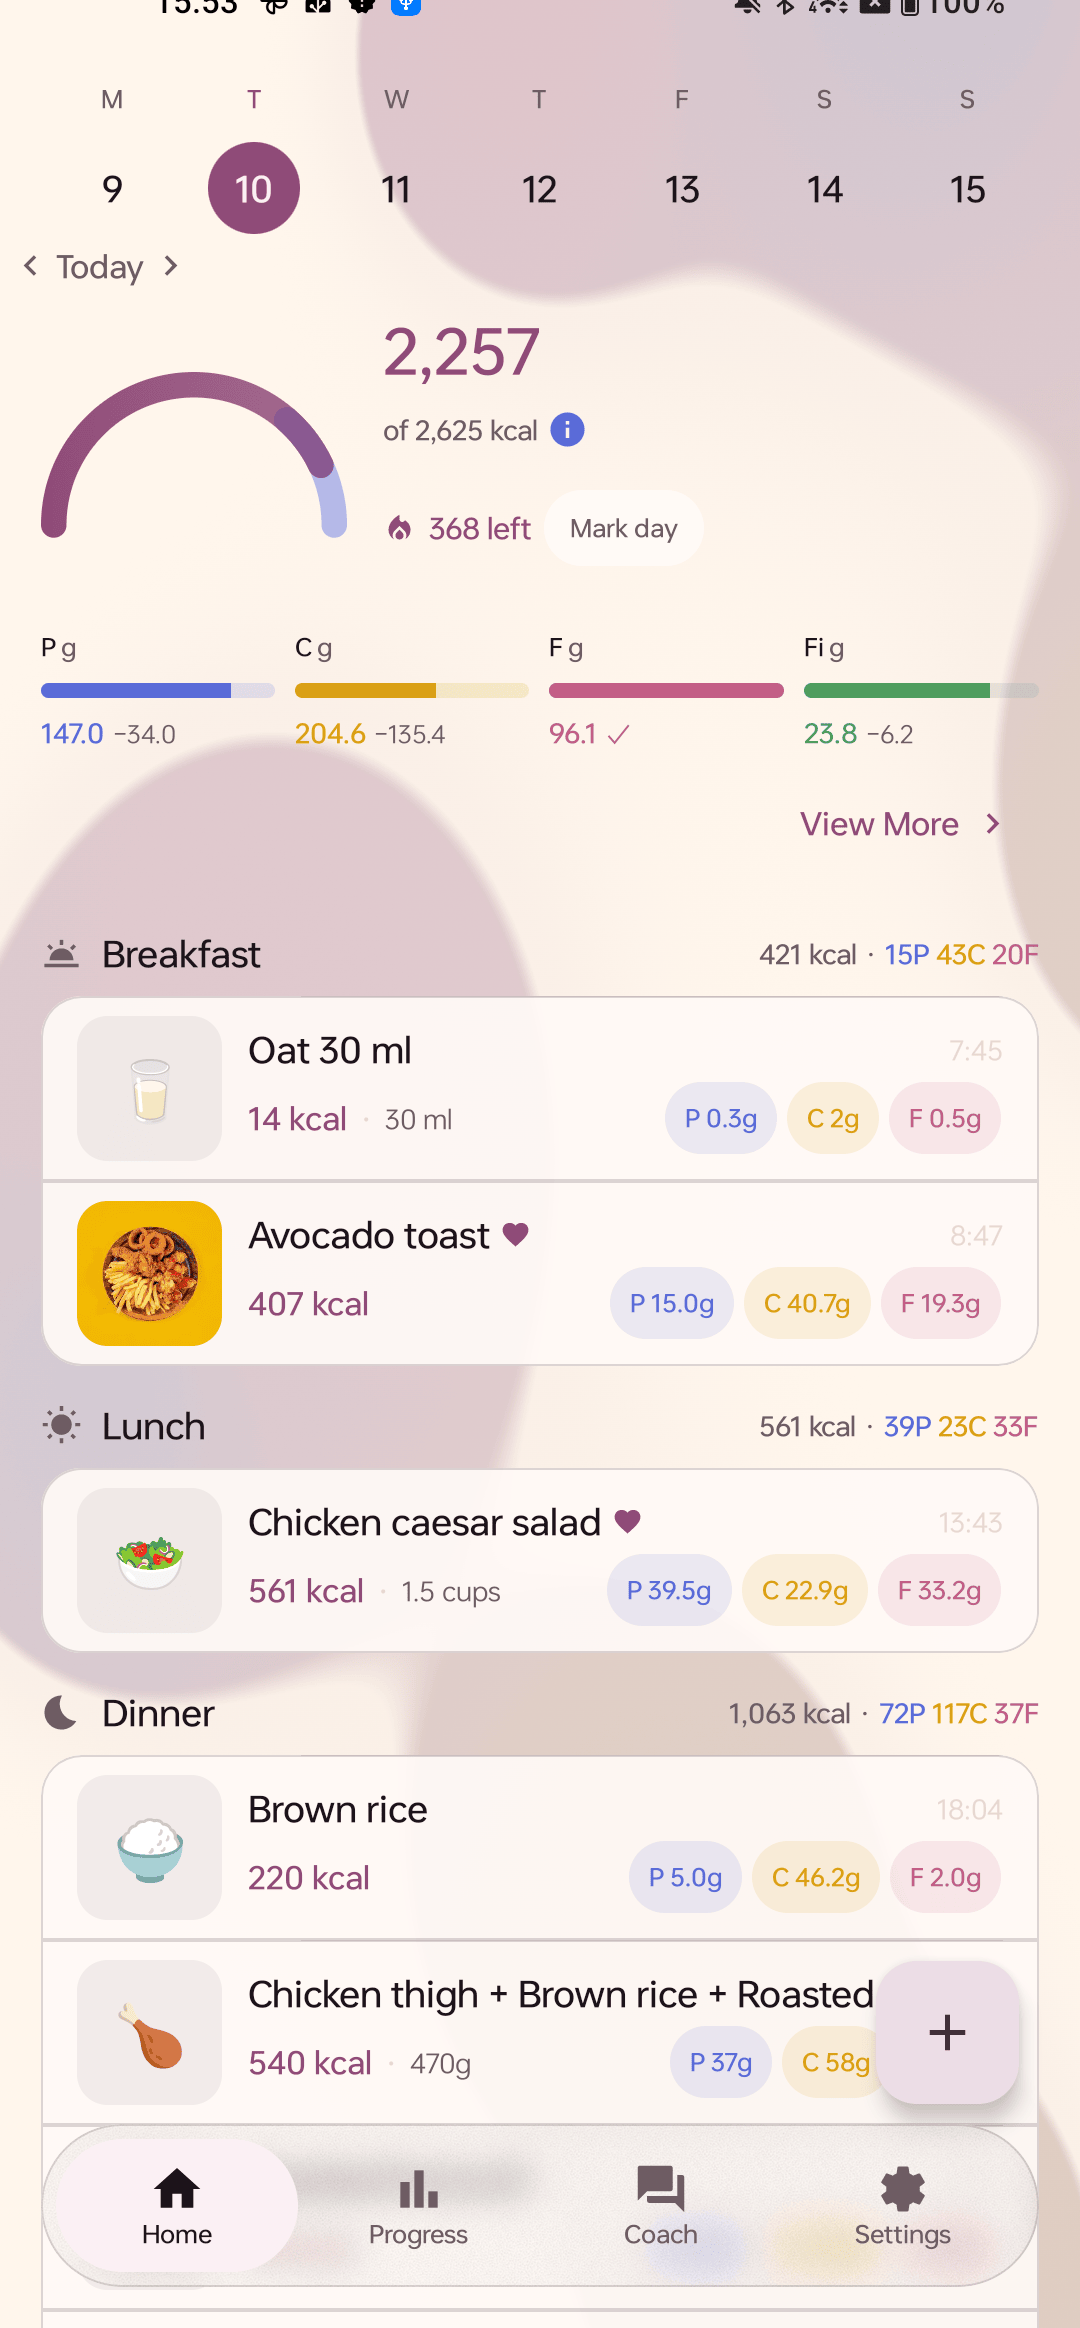 15:53 100%
M T W T F S S
9 10 11 12 13 14 15
Today
2,257
of 2,625 kcal
368 left Mark day
P g C g F g Fi g
147.0 −34.0 204.6 −135.4 96.1 ✓ 23.8 −6.2
View More
Breakfast 421 kcal · 15P 43C 20F
Oat 30 ml 7:45
14 kcal · 30 ml P 0.3g C 2g F 0.5g
Avocado toast 8:47
407 kcal P 15.0g C 40.7g F 19.3g
Lunch 561 kcal · 39P 23C 33F
Chicken caesar salad 13:43
561 kcal · 1.5 cups P 39.5g C 22.9g F 33.2g
Dinner 1,063 kcal · 72P 117C 37F
Brown rice 18:04
220 kcal P 5.0g C 46.2g F 2.0g
Chicken thigh + Brown rice + Roasted
540 kcal · 470g P 37g C 58g
Home Progress Coach Settings